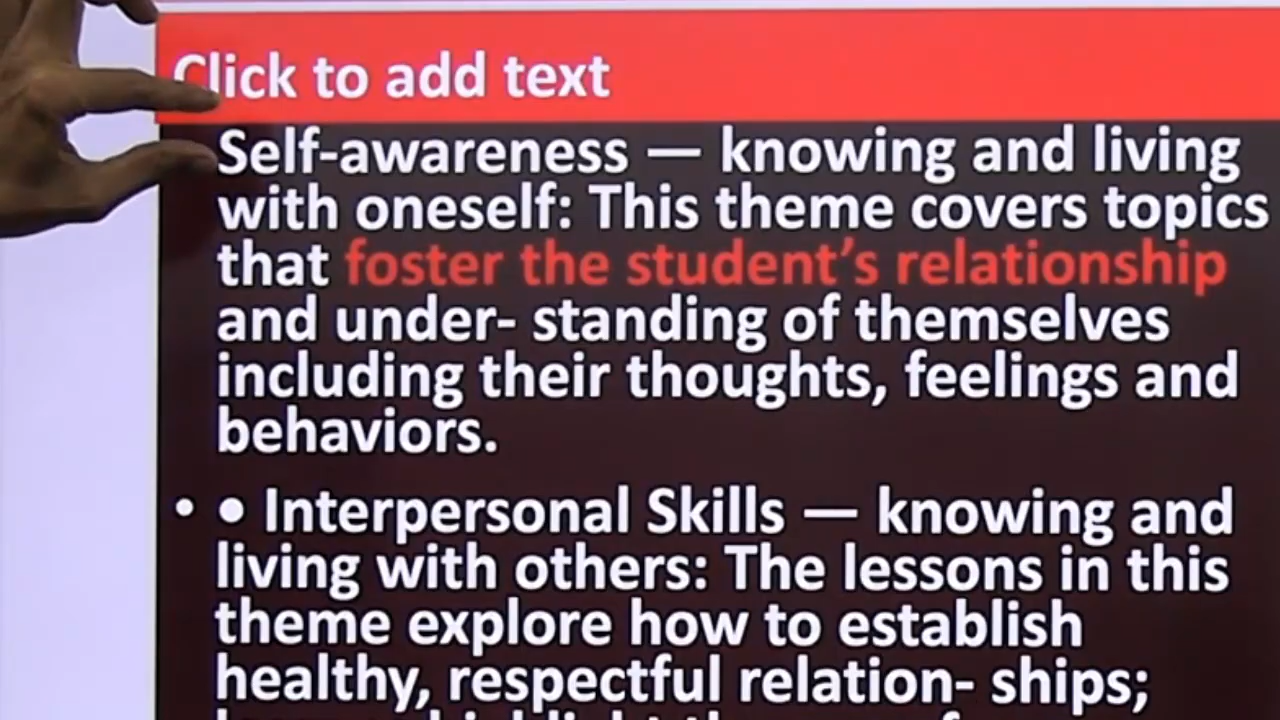 Click to add text
Self-awareness — knowing and living
with oneself: This theme covers topics
that foster the student’s relationship
and under- standing of themselves
including their thoughts, feelings and
behaviors.
• ● Interpersonal Skills — knowing and
living with others: The lessons in this
theme explore how to establish
healthy, respectful relation- ships;